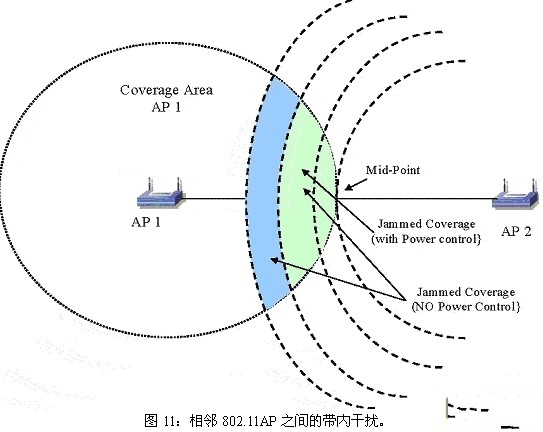 Coverage Area
AP 1
Mid-Point
AP 1
AP 2
Jammed Coverage
(with Power control}
Jammed Coverage
(NO Power Control}
图 11：相邻 802.11AP 之间的带内干扰。